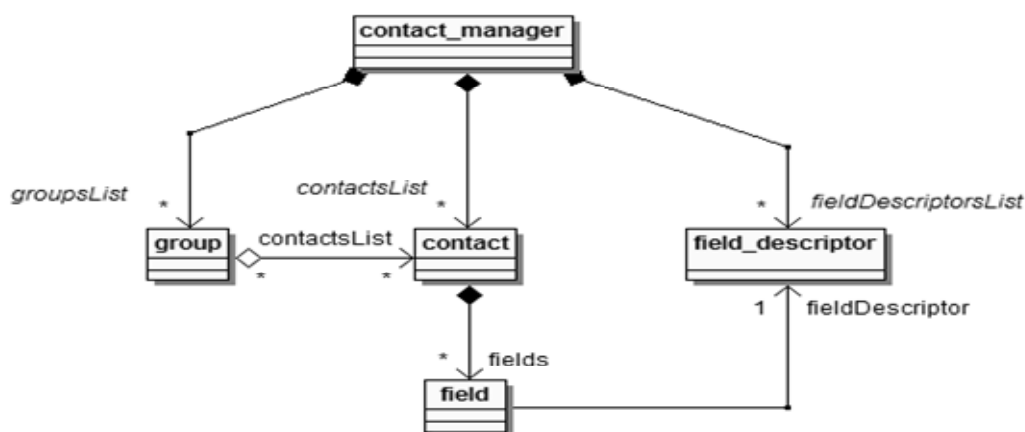 contact_manager
groupsList
*
contactsList
*
*
fieldDescriptorsList
group
contactsList
*
*
contact
field_descriptor
1
fieldDescriptor
*
fields
field